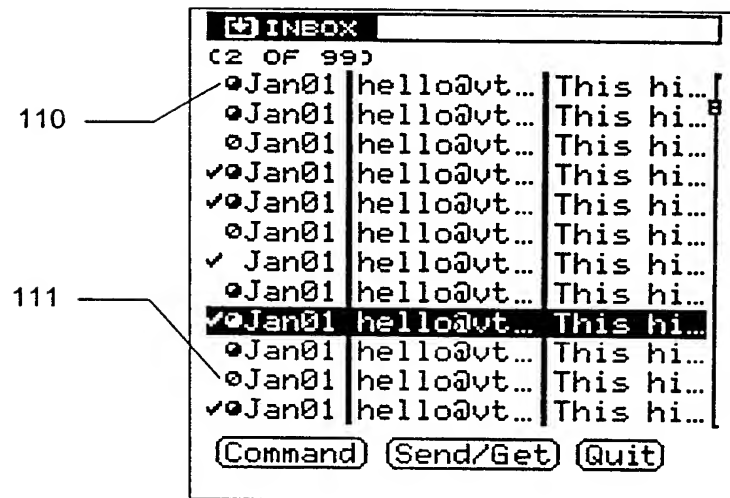 INBOX
(2 OF 99)
110
Jan01 hello@vt… This hi…
Jan01 hello@vt… This hi…
Jan01 hello@vt… This hi…
✓ Jan01 hello@vt… This hi…
✓ Jan01 hello@vt… This hi…
Jan01 hello@vt… This hi…
✓ Jan01 hello@vt… This hi…
111
Jan01 hello@vt… This hi…
✓ Jan01 hello@vt… This hi…
Jan01 hello@vt… This hi…
Jan01 hello@vt… This hi…
✓ Jan01 hello@vt… This hi…
Command Send/Get Quit